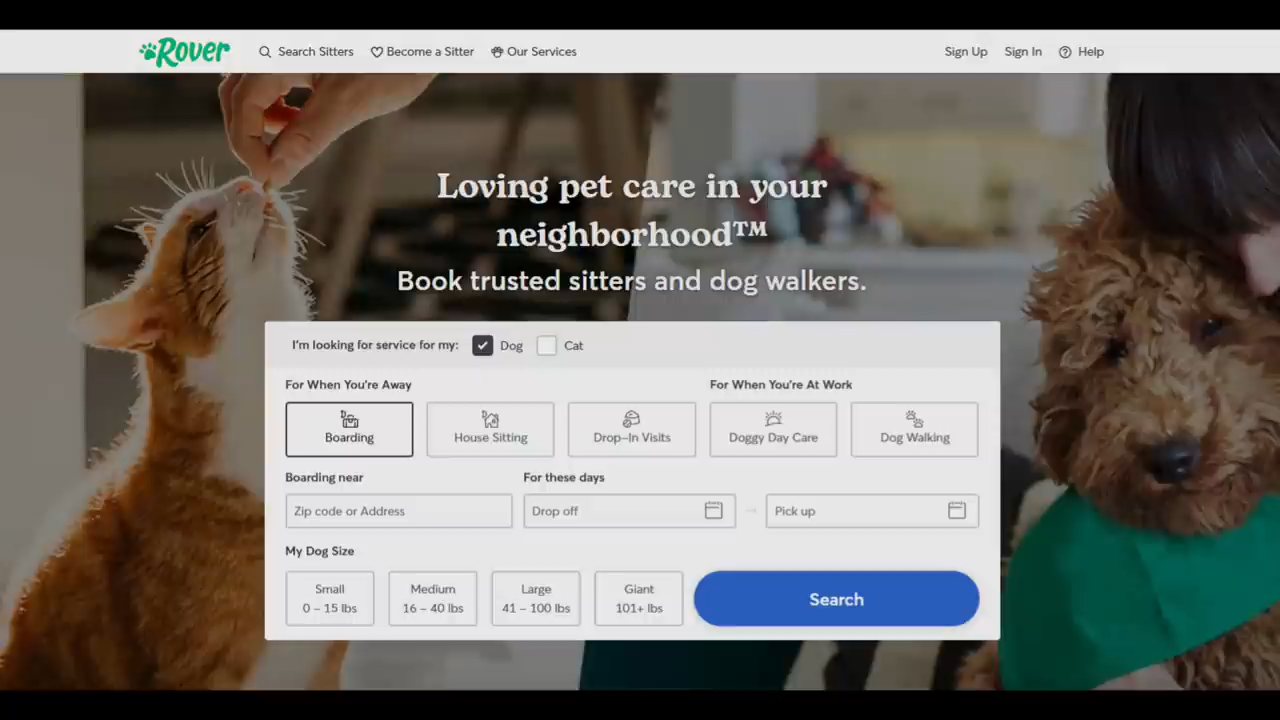 Rover
Search Sitters
Become a Sitter
Our Services
Sign Up
Sign In
Help
Loving pet care in your
neighborhood™
Book trusted sitters and dog walkers.
I'm looking for service for my:
Dog
Cat
For When You're Away
For When You're At Work
Boarding
House Sitting
Drop-In Visits
Doggy Day Care
Dog Walking
Boarding near
For these days
Zip code or Address
Drop off
→
Pick up
My Dog Size
Small
0 – 15 lbs
Medium
16 – 40 lbs
Large
41 – 100 lbs
Giant
101+ lbs
Search